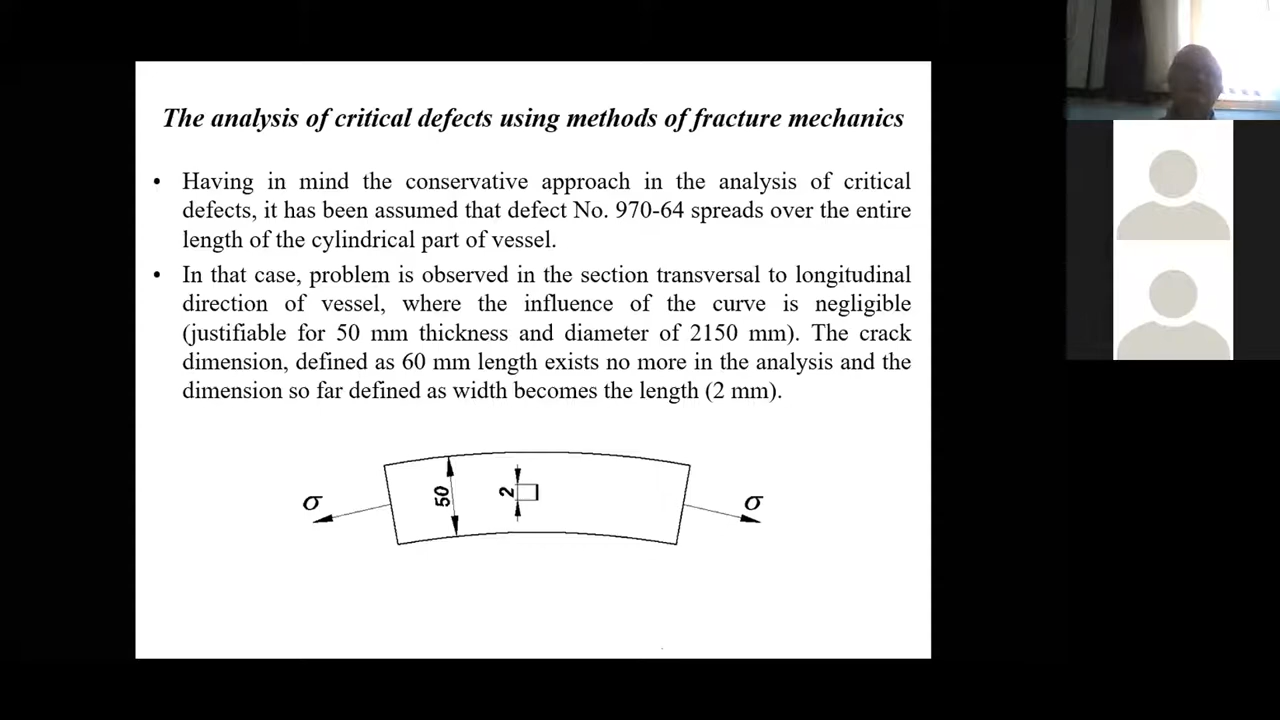 The analysis of critical defects using methods of fracture mechanics
• Having in mind the conservative approach in the analysis of critical
defects, it has been assumed that defect No. 970-64 spreads over the entire
length of the cylindrical part of vessel.
• In that case, problem is observed in the section transversal to longitudinal
direction of vessel, where the influence of the curve is negligible
(justifiable for 50 mm thickness and diameter of 2150 mm). The crack
dimension, defined as 60 mm length exists no more in the analysis and the
dimension so far defined as width becomes the length (2 mm).
σ
50
2
σ